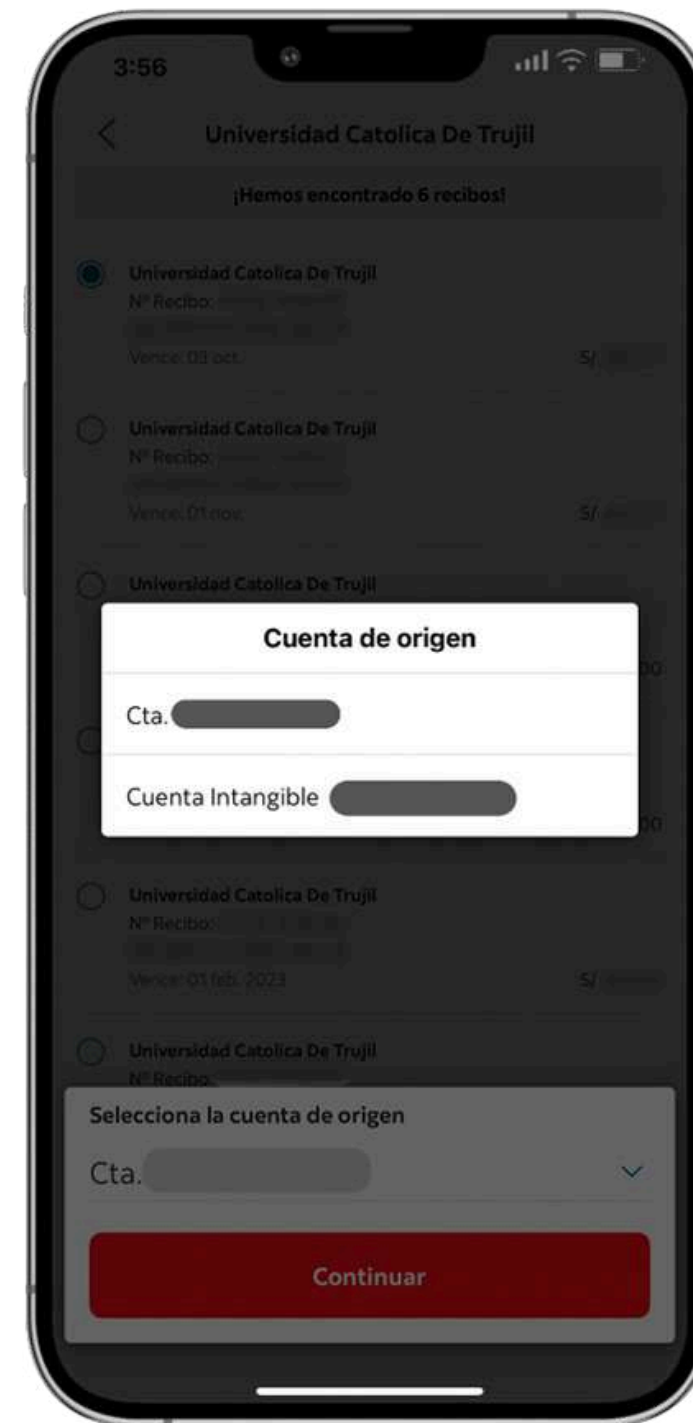 3:56
Universidad Catolica De Trujil
¡Hemos encontrado 6 recibos!
Universidad Catolica De Trujil
Nº Recibo:
Vence: 03 oct.
S/
Universidad Catolica De Trujil
Nº Recibo:
Vence: 01 nov.
S/
Universidad Catolica De Trujil
Cuenta de origen
00
Cta.
Cuenta Intangible
00
Universidad Catolica De Trujil
Nº Recibo:
Vence: 01 feb. 2023
S/
Universidad Catolica De Trujil
Nº Recibo:
Selecciona la cuenta de origen
Cta.
Continuar